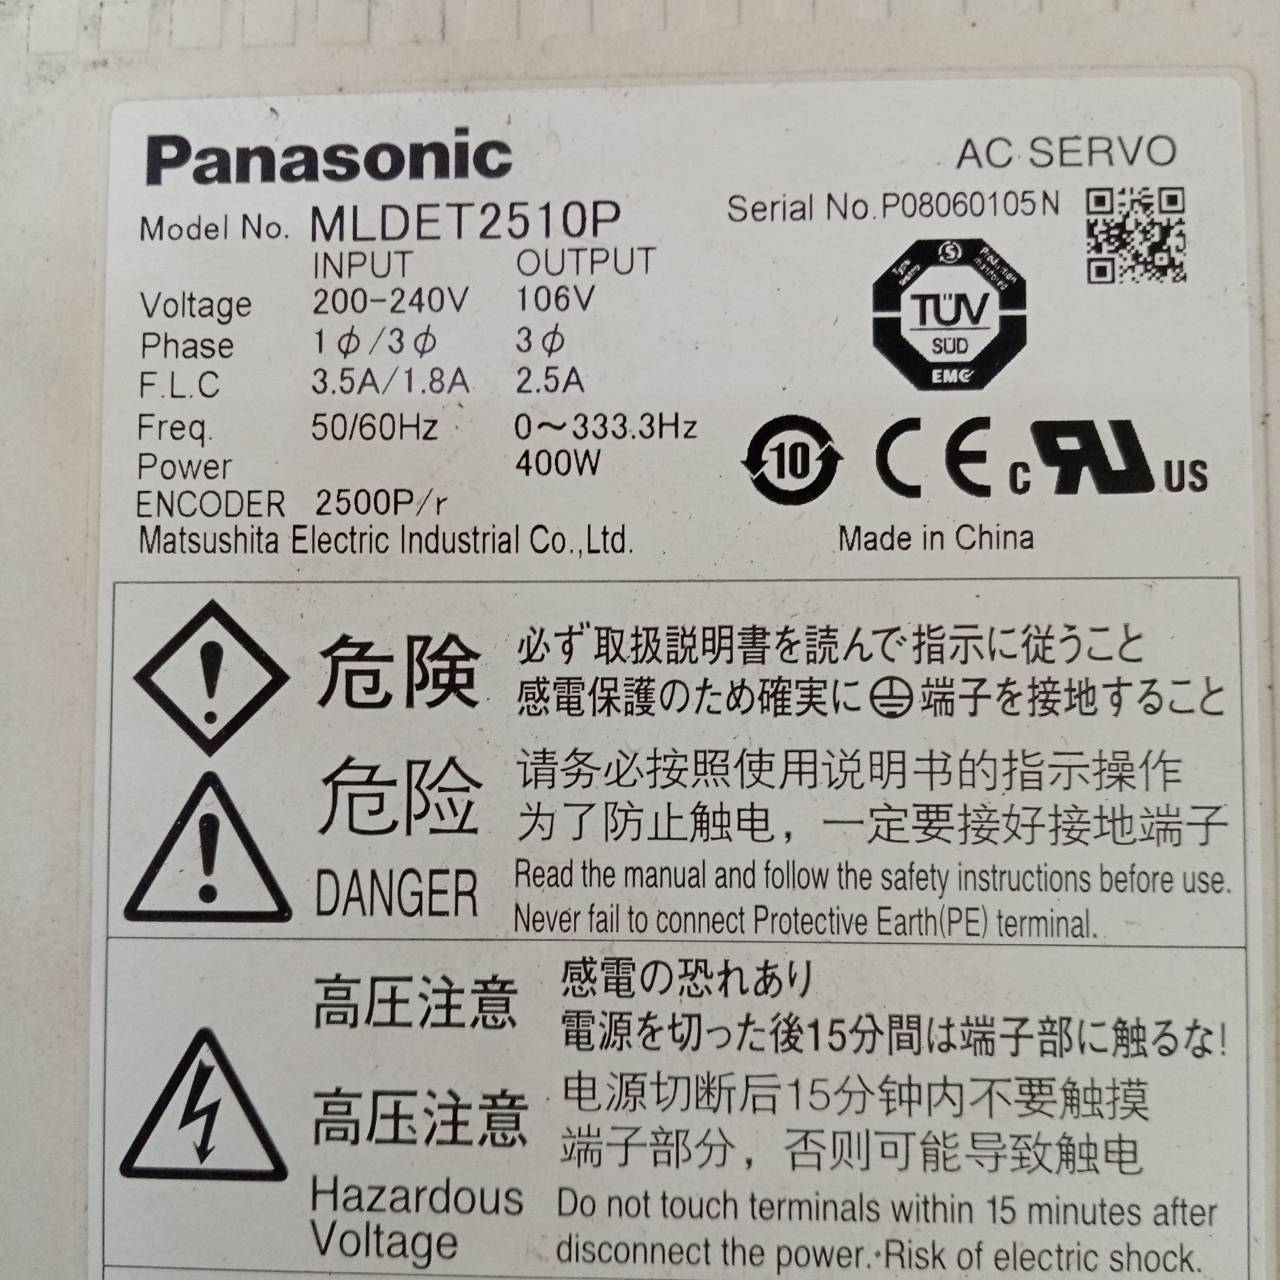 Panasonic
AC SERVO
Model No. MLDET2510P
Serial No.P08060105N
INPUT OUTPUT
Voltage 200-240V 106V
Phase 1ϕ/3ϕ 3ϕ
F.L.C 3.5A/1.8A 2.5A
Freq. 50/60Hz 0~333.3Hz
Power 400W
ENCODER 2500P/r
Matsushita Electric Industrial Co.,Ltd.
Type tested
Production monitored
TÜV
SÜD
EMC
10
CE
c RU US
Made in China
危険
必ず取扱説明書を読んで指示に従うこと
感電保護のため確実に⏚端子を接地すること
危险
请务必按照使用说明书的指示操作
为了防止触电，一定要接好接地端子
DANGER
Read the manual and follow the safety instructions before use.
Never fail to connect Protective Earth(PE) terminal.
高圧注意
感電の恐れあり
電源を切った後15分間は端子部に触るな!
高压注意
电源切断后15分钟内不要触摸
端子部分，否则可能导致触电
Hazardous
Voltage
Do not touch terminals within 15 minutes after
disconnect the power.·Risk of electric shock.